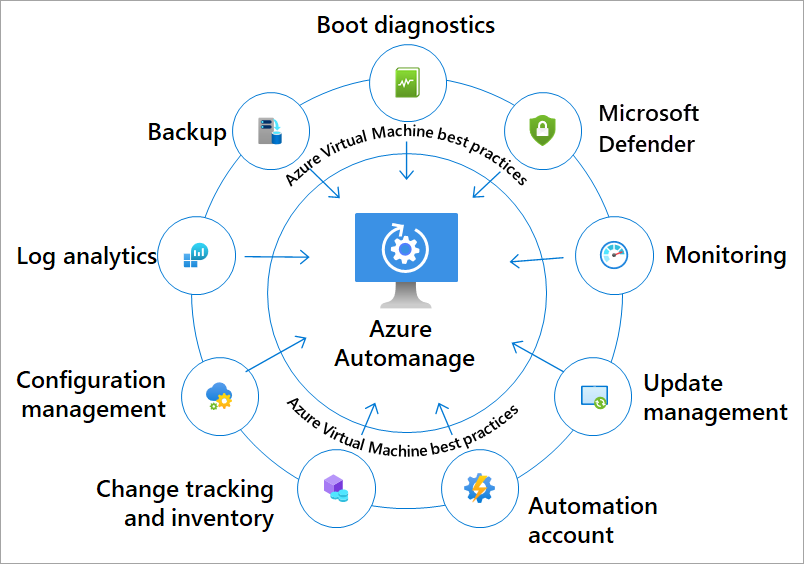 Boot diagnostics
Backup
Microsoft
Defender
Azure Virtual Machine best practices
Log analytics
Monitoring
Azure
Automanage
Configuration
management
Update
management
Azure Virtual Machine best practices
Change tracking
and inventory
Automation
account